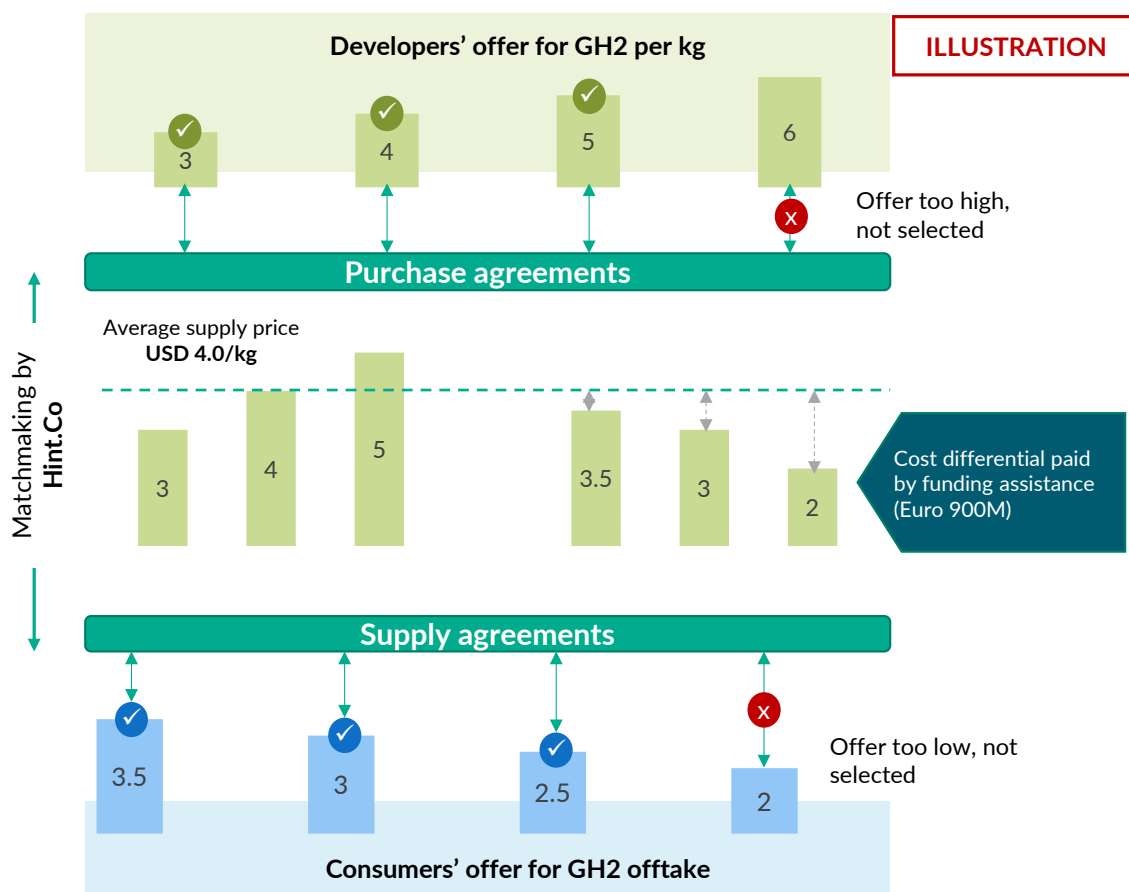 Developers’ offer for GH2 per kg
ILLUSTRATION
3
4
5
6
x
Offer too high,
not selected
Purchase agreements
Matchmaking by
Hint.Co
Average supply price
USD 4.0/kg
3
4
5
3.5
3
2
Cost differential paid
by funding assistance
(Euro 900M)
Supply agreements
x
Offer too low, not
selected
3.5
3
2.5
2
Consumers’ offer for GH2 offtake